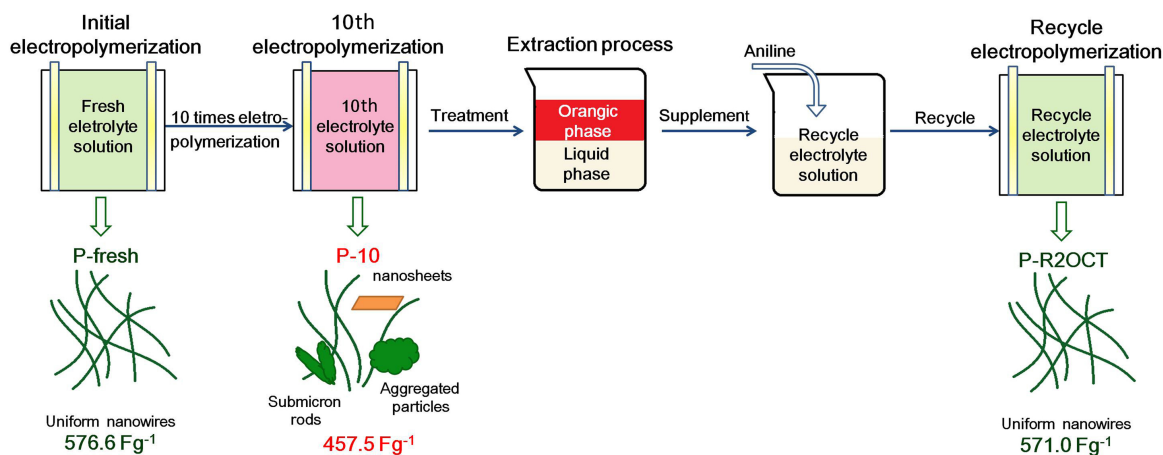 Initial
electropolymerization
10th
electropolymerization
Extraction process
Recycle
electropolymerization
Fresh
eletrolyte
solution
10 times eletro-
polymerization
10th
electrolyte
solution
Treatment
Orangic
phase
Liquid
phase
Supplement
Aniline
Recycle
electrolyte
solution
Recycle
Recycle
electrolyte
solution
P-fresh
Uniform nanowires
576.6 Fg⁻¹
P-10
nanosheets
Submicron
rods
Aggregated
particles
457.5 Fg⁻¹
P-R2OCT
Uniform nanowires
571.0 Fg⁻¹